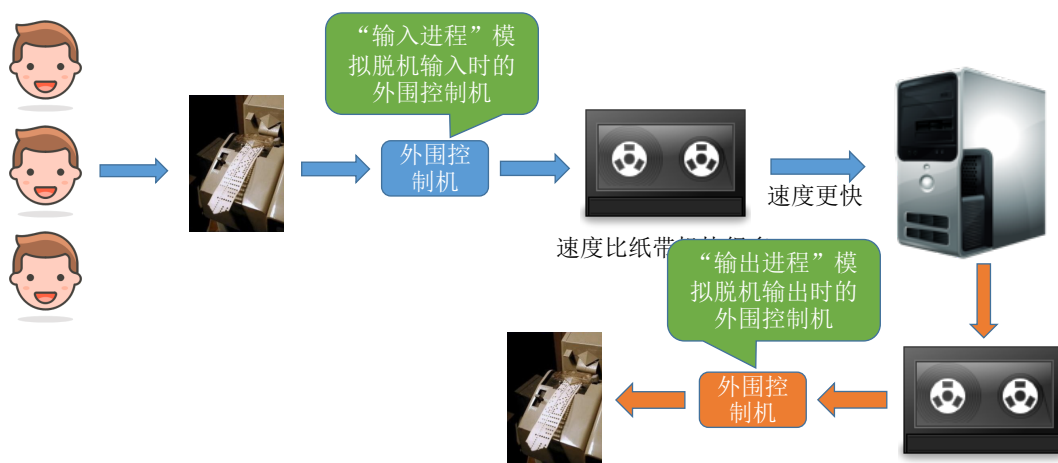 “输入进程”模
拟脱机输入时的
外围控制机
外围控
制机
速度更快
速度比纸带
“输出进程”模
拟脱机输出时的
外围控制机
外围控
制机